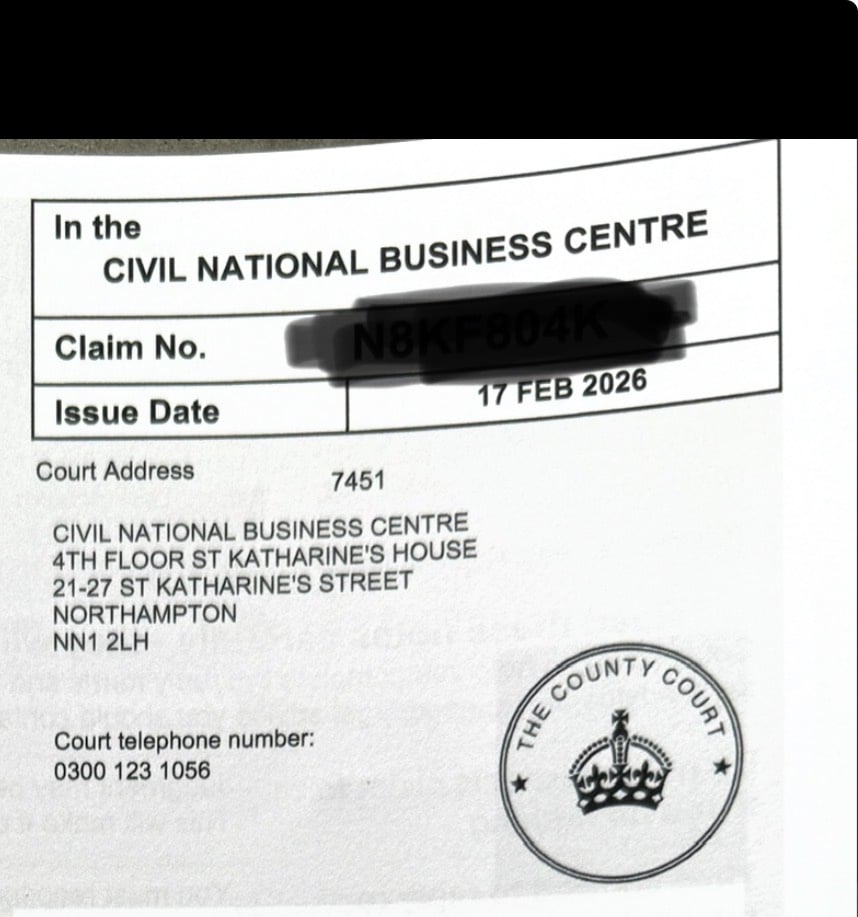 In the
CIVIL NATIONAL BUSINESS CENTRE
Claim No.
Issue Date 17 FEB 2026
Court Address 7451
CIVIL NATIONAL BUSINESS CENTRE
4TH FLOOR ST KATHARINE'S HOUSE
21-27 ST KATHARINE'S STREET
NORTHAMPTON
NN1 2LH
Court telephone number:
0300 123 1056
THE COUNTY COURT